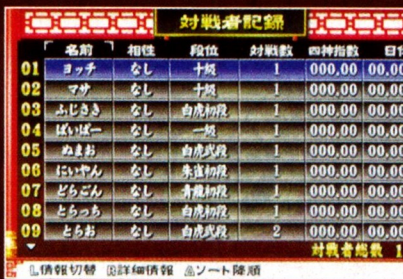 対戦者記録
名前 相性 段位 対戦数 四神指数 日付
01 ヨッチ なし 十級 1 000.00 00.00
02 マサ なし 十級 1 000.00 00.00
03 ふじさき なし 白虎初段 1 000.00 00.00
04 ばいばー なし 一級 1 000.00 00.00
05 ぬまお なし 白虎弐段 1 000.00 00.00
06 にいやん なし 朱雀初段 1 000.00 00.00
07 どらごん なし 青龍初段 1 000.00 00.00
08 とらっち なし 白虎初段 1 000.00 00.00
09 とらお なし 白虎弐段 2 000.00 00.00
対戦者総数 1
L情報切替 R詳細情報 Aソート降順